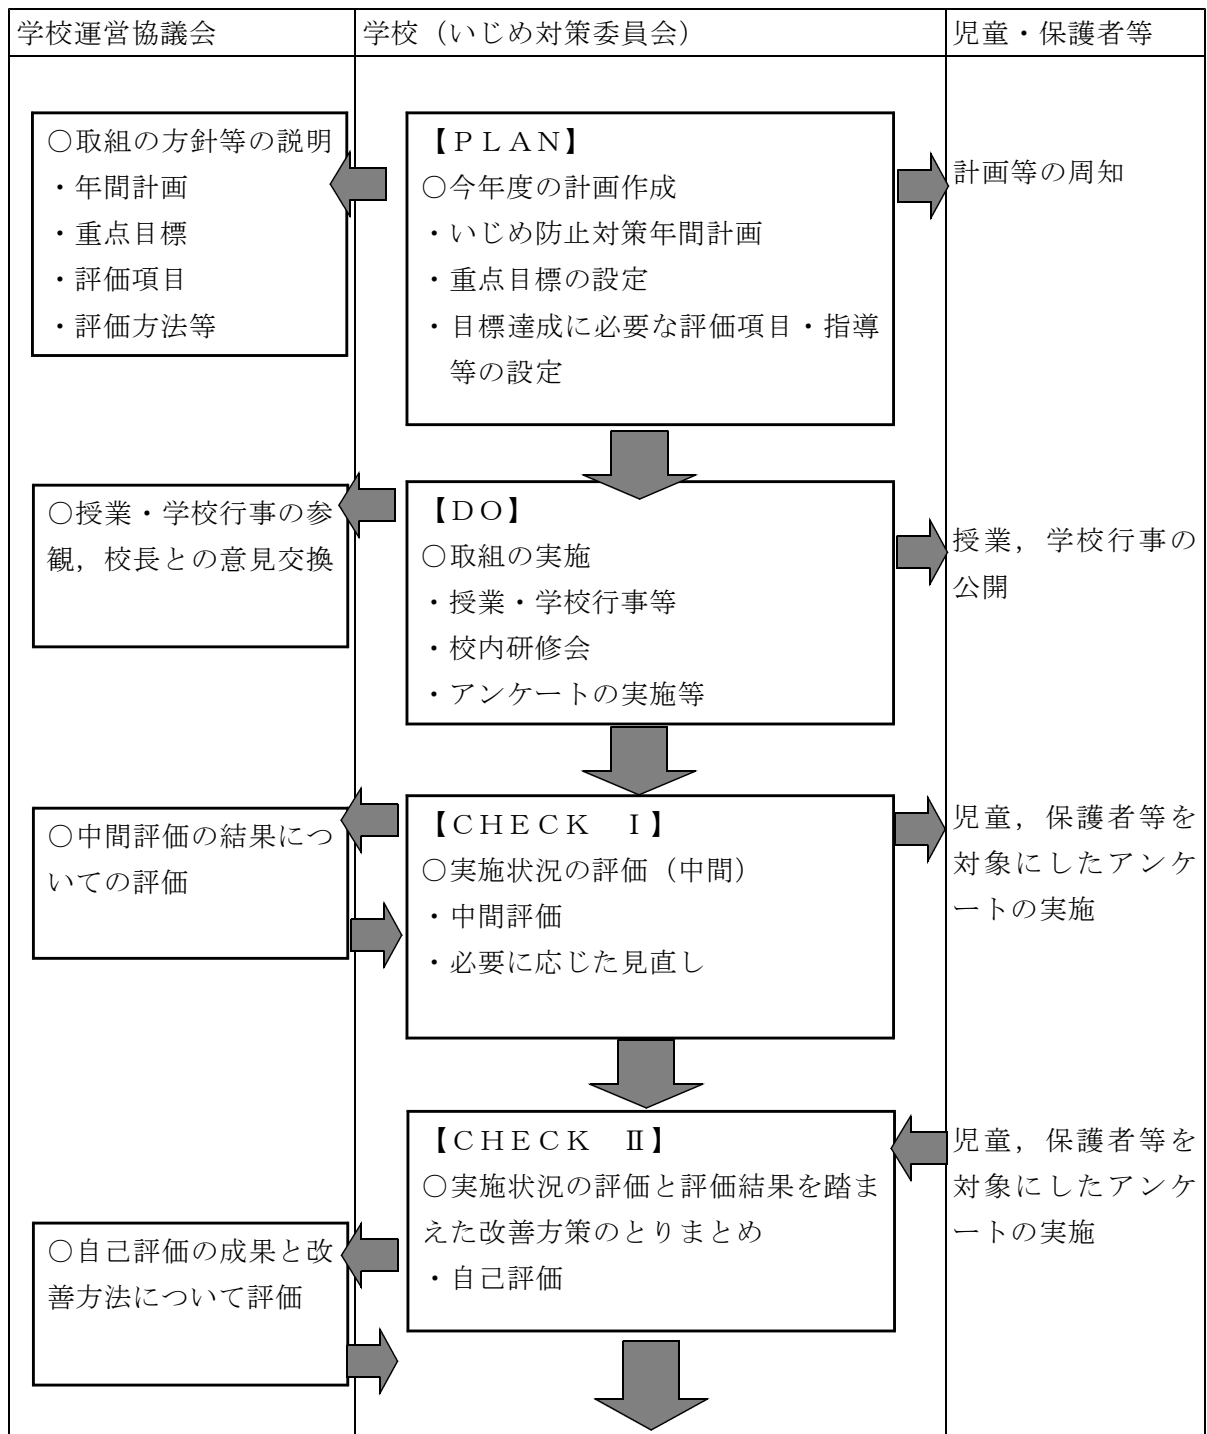 学校運営協議会
学校（いじめ対策委員会）
児童・保護者等
○取組の方針等の説明
・年間計画
・重点目標
・評価項目
・評価方法等
【ＰＬＡＮ】
○今年度の計画作成
・いじめ防止対策年間計画
・重点目標の設定
・目標達成に必要な評価項目・指導
等の設定
計画等の周知
○授業・学校行事の参
観，校長との意見交換
【ＤＯ】
○取組の実施
・授業・学校行事等
・校内研修会
・アンケートの実施等
授業，学校行事の
公開
○中間評価の結果につ
いての評価
【ＣＨＥＣＫ　Ⅰ】
○実施状況の評価（中間）
・中間評価
・必要に応じた見直し
児童，保護者等を
対象にしたアンケ
ートの実施
【ＣＨＥＣＫ　Ⅱ】
○実施状況の評価と評価結果を踏ま
えた改善方策のとりまとめ
・自己評価
児童，保護者等を
対象にしたアンケ
ートの実施
○自己評価の成果と改
善方法について評価